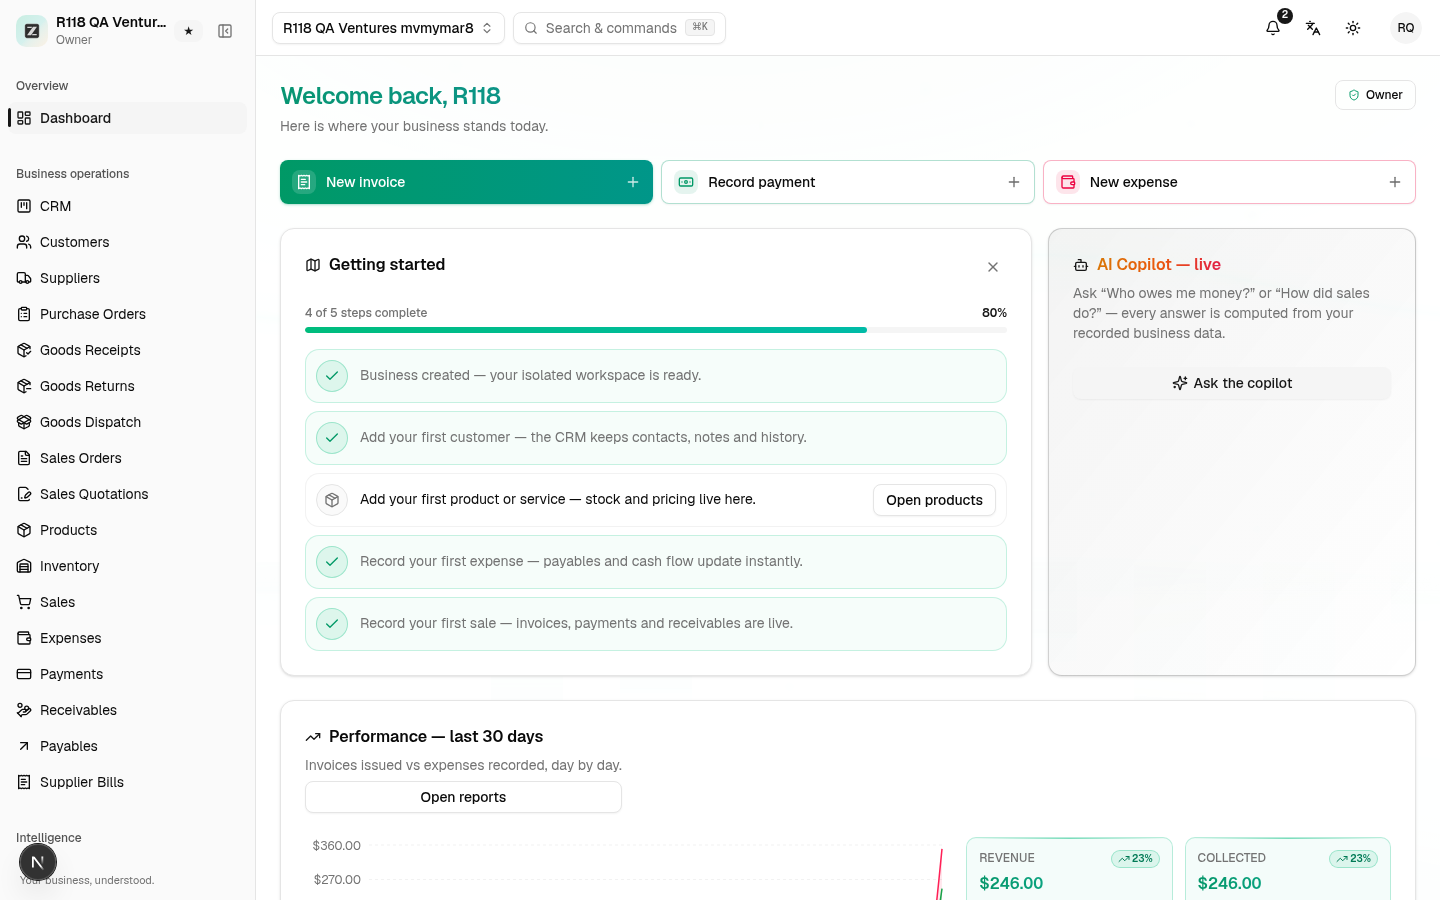 R118 QA Ventur...
Owner
★
Overview
Dashboard
Business operations
CRM
Customers
Suppliers
Purchase Orders
Goods Receipts
Goods Returns
Goods Dispatch
Sales Orders
Sales Quotations
Products
Inventory
Sales
Expenses
Payments
Receivables
Payables
Supplier Bills
Intelligence
N
Your business, understood.
R118 QA Ventures mvmymar8
Search & commands ⌘K
2
RQ
Welcome back, R118
Here is where your business stands today.
Owner
New invoice
Record payment
New expense
Getting started
4 of 5 steps complete
80%
Business created — your isolated workspace is ready.
Add your first customer — the CRM keeps contacts, notes and history.
Add your first product or service — stock and pricing live here.
Open products
Record your first expense — payables and cash flow update instantly.
Record your first sale — invoices, payments and receivables are live.
AI Copilot — live
Ask “Who owes me money?” or “How did sales
do?” — every answer is computed from your
recorded business data.
Ask the copilot
Performance — last 30 days
Invoices issued vs expenses recorded, day by day.
Open reports
$360.00
$270.00
REVENUE
23%
$246.00
COLLECTED
23%
$246.00